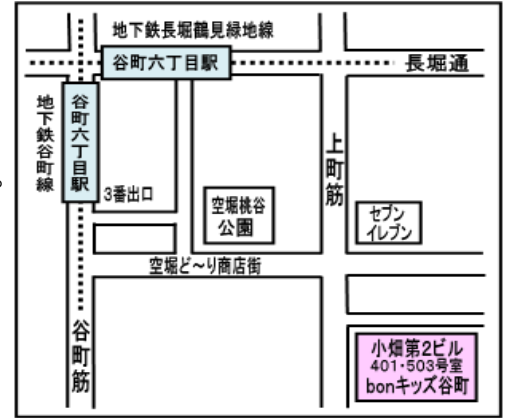 地下鉄長堀鶴見緑地線
谷町六丁目駅
長堀通
地下鉄谷町線
谷町六丁目駅
上町筋
3番出口
空堀桃谷
公園
セブン
イレブン
空堀ど〜り商店街
谷町筋
小畑第2ビル
401・503号室
bonキッズ谷町